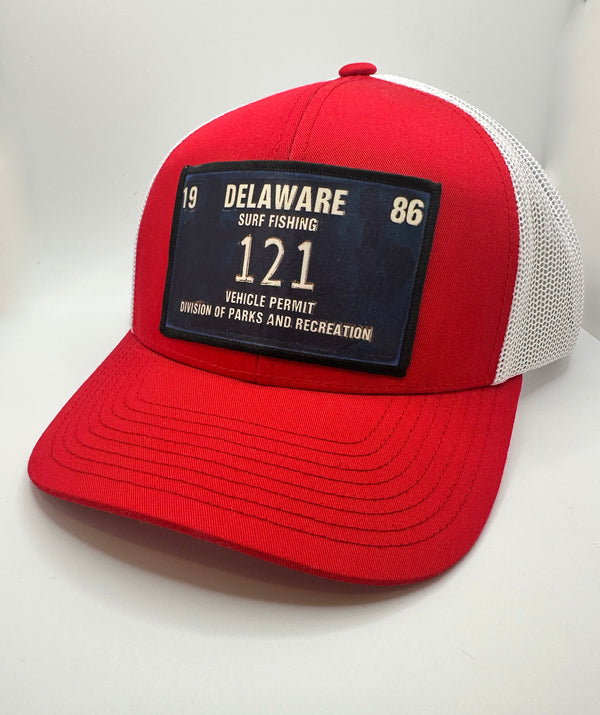 19 DELAWARE 86
SURF FISHING
121
VEHICLE PERMIT
DIVISION OF PARKS AND RECREATION